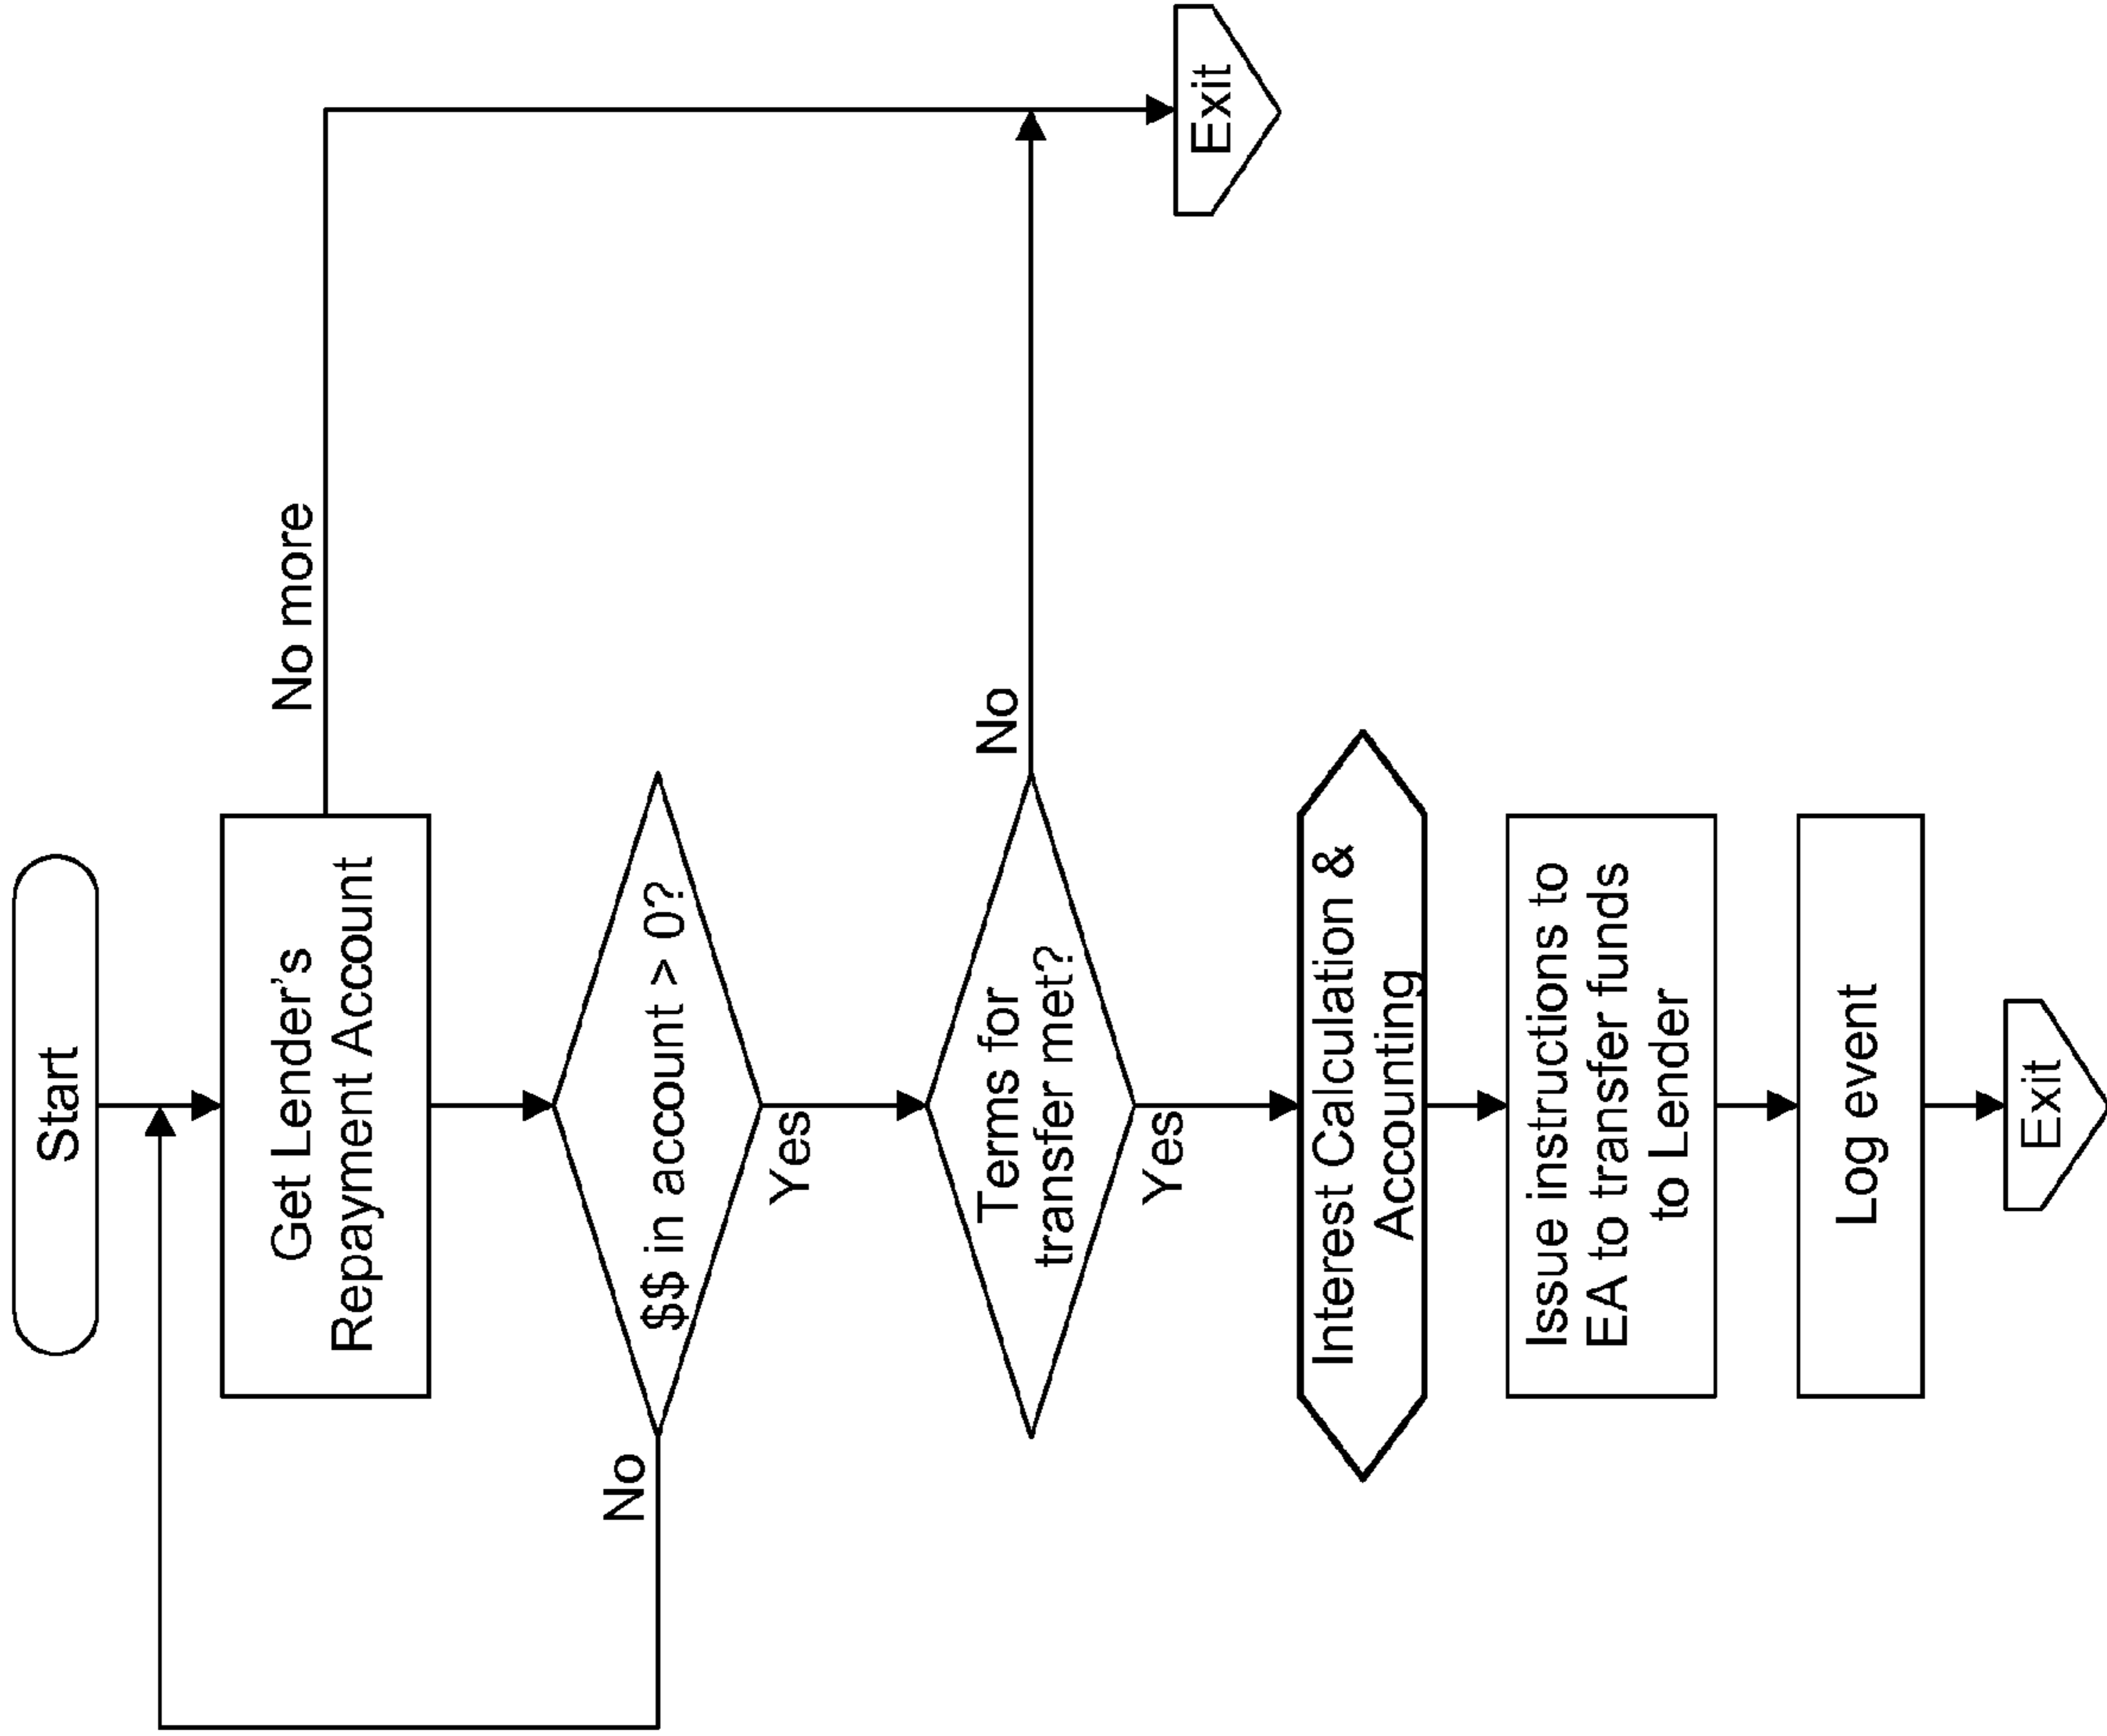 Start
Get Lender's
Repayment Account
No more
$$ in account > 0?
No
Yes
Terms for
transfer met?
No
Yes
Exit
Interest Calculation &
Accounting
Issue instructions to
EA to transfer funds
to Lender
Log event
Exit